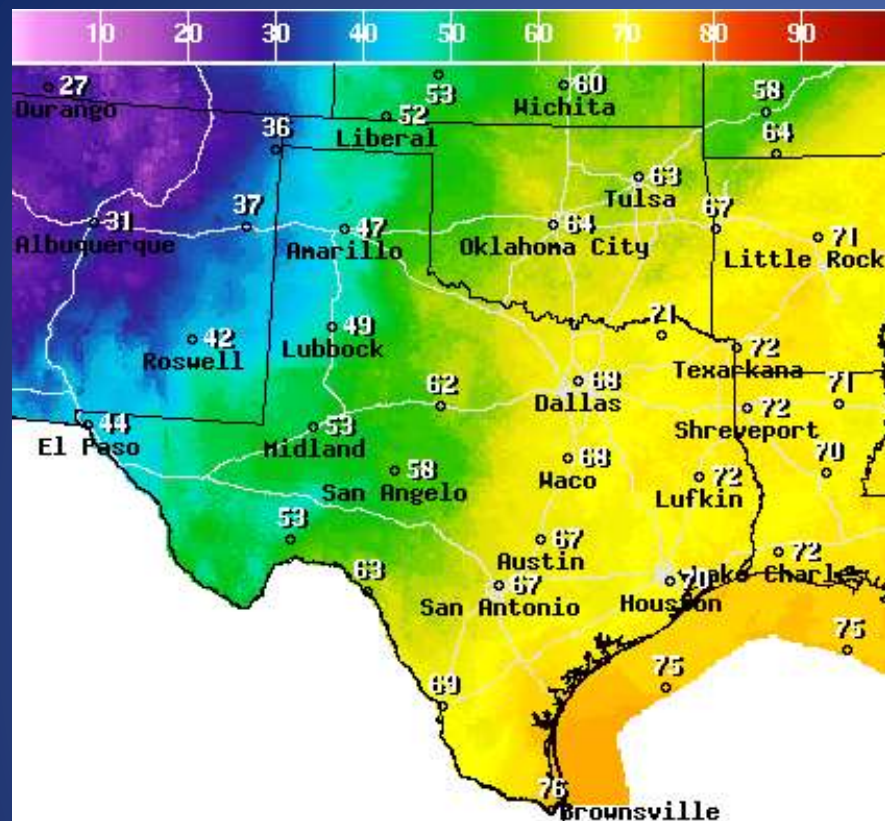 10 20 30 40 50 60 70 80 90
27
Durango
53
60
Wichita
58
52
Liberal
36
64
63
Tulsa
31
Albuquerque
37
47
Amarillo
64
Oklahoma City
67
71
Little Rock
42
Roswell
49
Lubbock
71
72
Texarkana
68
Dallas
62
72
Shreveport
71
44
El Paso
53
Midland
58
San Angelo
68
Waco
72
Lufkin
70
53
67
Austin
72
Lake Charles
63
67
San Antonio
70
Houston
75
75
69
76
Brownsville